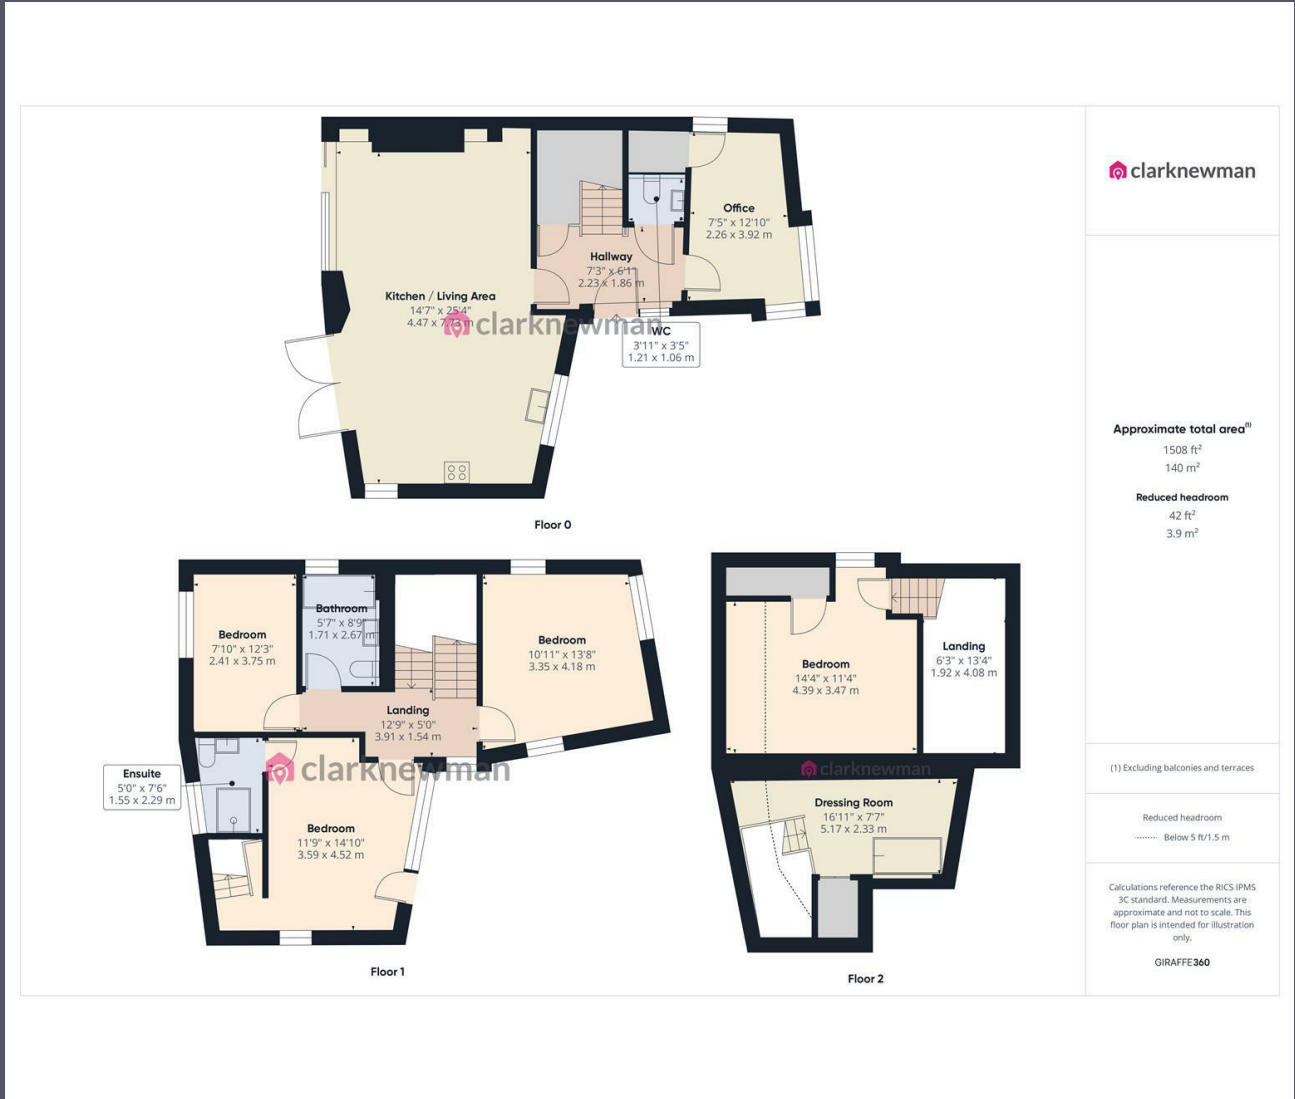 Kitchen / Living Area
14'7" x 25'4"
4.47 x 7.73 m
Hallway
7'3" x 6'1"
2.23 x 1.86 m
Office
7'5" x 12'10"
2.26 x 3.92 m
WC
3'11" x 3'5"
1.21 x 1.06 m
clarknewman
Floor 0
Bedroom
7'10" x 12'3"
2.41 x 3.75 m
Bathroom
5'7" x 8'9"
1.71 x 2.67 m
Bedroom
10'11" x 13'8"
3.35 x 4.18 m
Landing
12'9" x 5'0"
3.91 x 1.54 m
Ensuite
5'0" x 7'6"
1.55 x 2.29 m
clarknewman
Bedroom
11'9" x 14'10"
3.59 x 4.52 m
Floor 1
Bedroom
14'4" x 11'4"
4.39 x 3.47 m
Landing
6'3" x 13'4"
1.92 x 4.08 m
clarknewman
Dressing Room
16'11" x 7'7"
5.17 x 2.33 m
Floor 2
clarknewman
Approximate total area(1)
1508 ft²
140 m²
Reduced headroom
42 ft²
3.9 m²
(1) Excluding balconies and terraces
Reduced headroom
Below 5 ft/1.5 m
Calculations reference the RICS IPMS
3C standard. Measurements are
approximate and not to scale. This
floor plan is intended for illustration
only.
GIRAFFE360